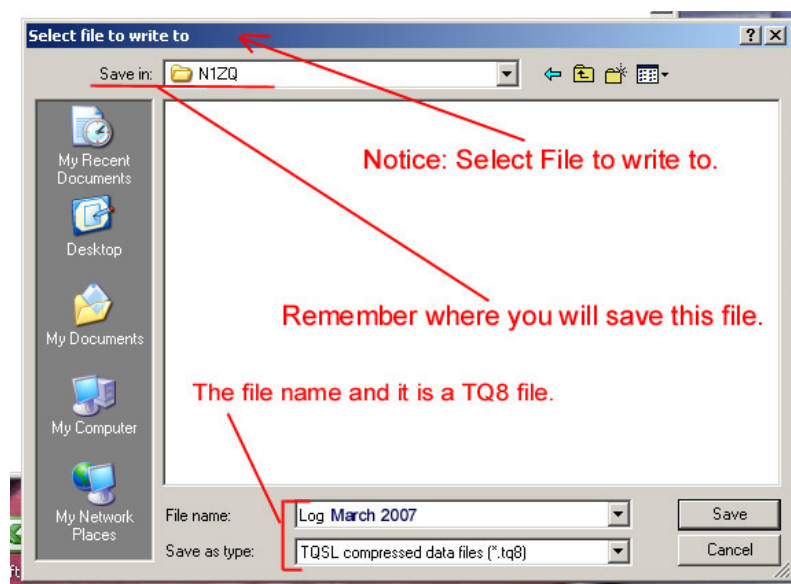 Select file to write to
Save in:
N1ZQ
My Recent
Documents
Notice: Select File to write to.
Desktop
Remember where you will save this file.
My Documents
The file name and it is a TQ8 file.
My Computer
My Network
Places
File name:
Log March 2007
Save
Save as type:
TQSL compressed data files (*.tq8)
Cancel
ft